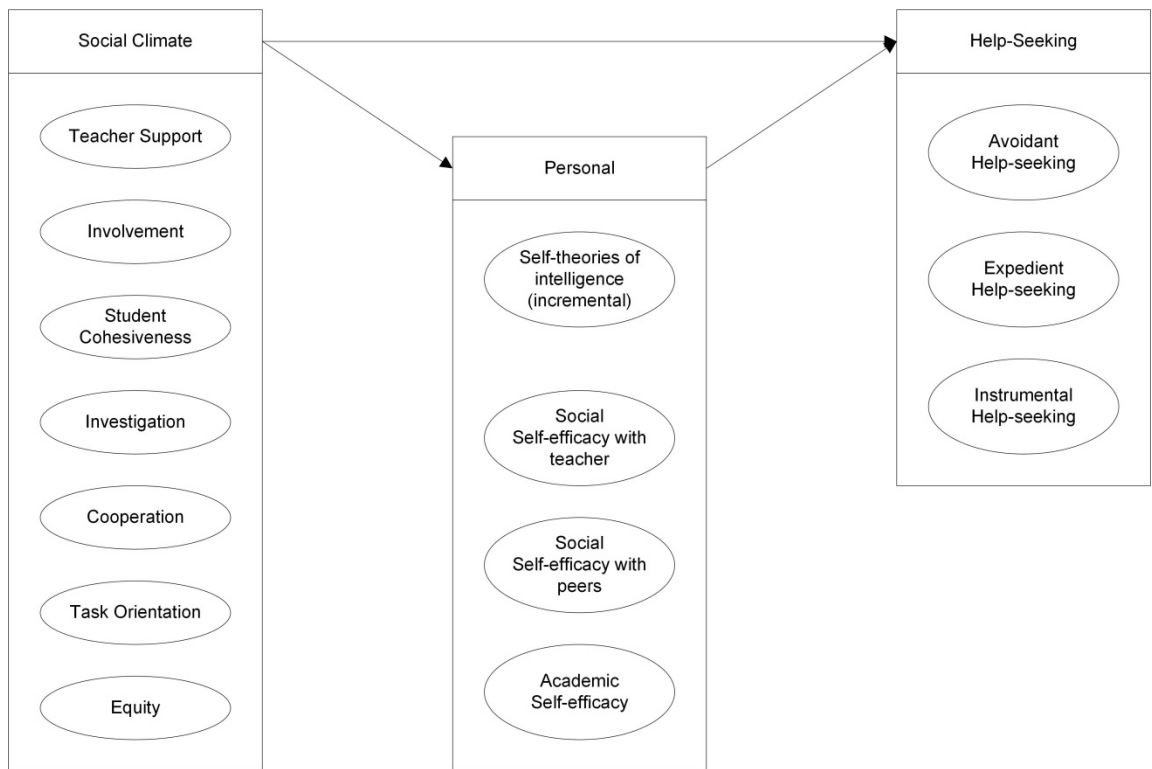 Social Climate
Teacher Support
Involvement
Student
Cohesiveness
Investigation
Cooperation
Task Orientation
Equity
Personal
Self-theories of
intelligence
(incremental)
Social
Self-efficacy with
teacher
Social
Self-efficacy with
peers
Academic
Self-efficacy
Help-Seeking
Avoidant
Help-seeking
Expedient
Help-seeking
Instrumental
Help-seeking